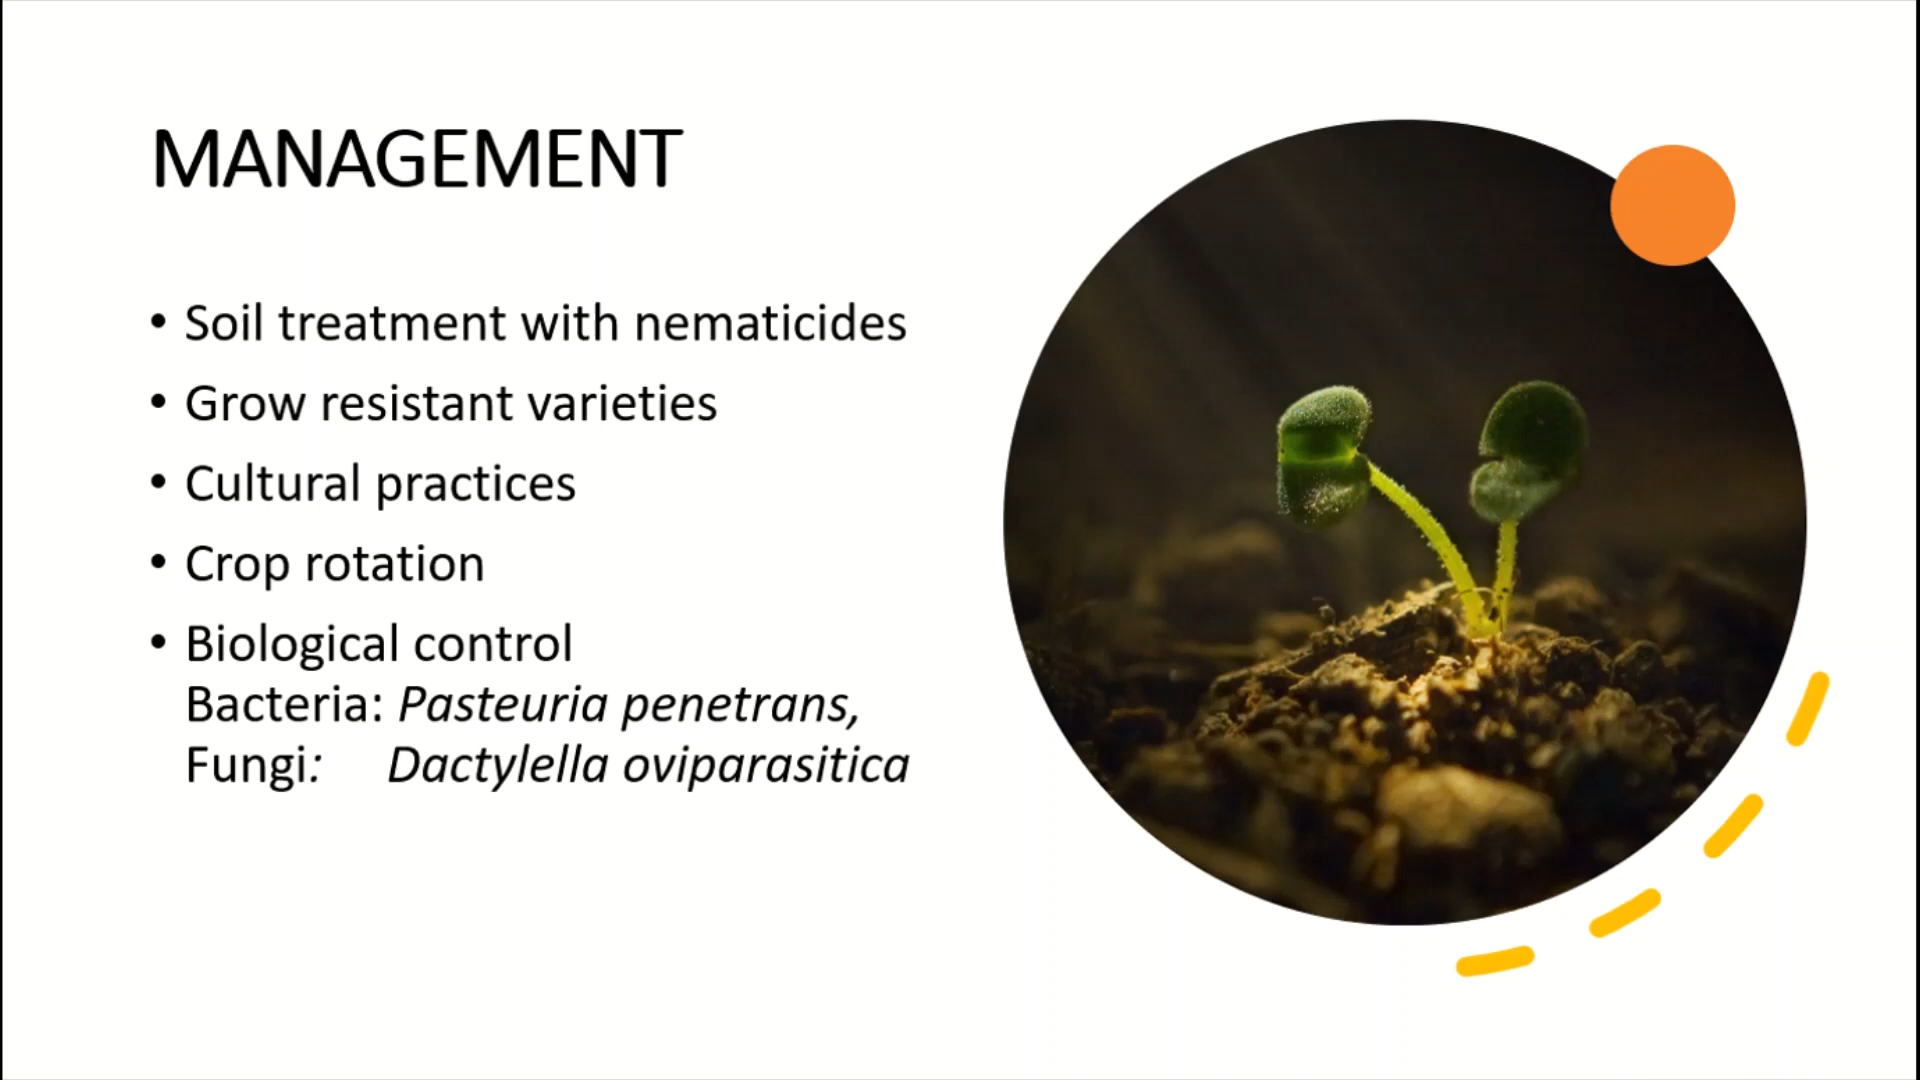 MANAGEMENT
• Soil treatment with nematicides
• Grow resistant varieties
• Cultural practices
• Crop rotation
• Biological control
Bacteria: Pasteuria penetrans,
Fungi: Dactylella oviparasitica